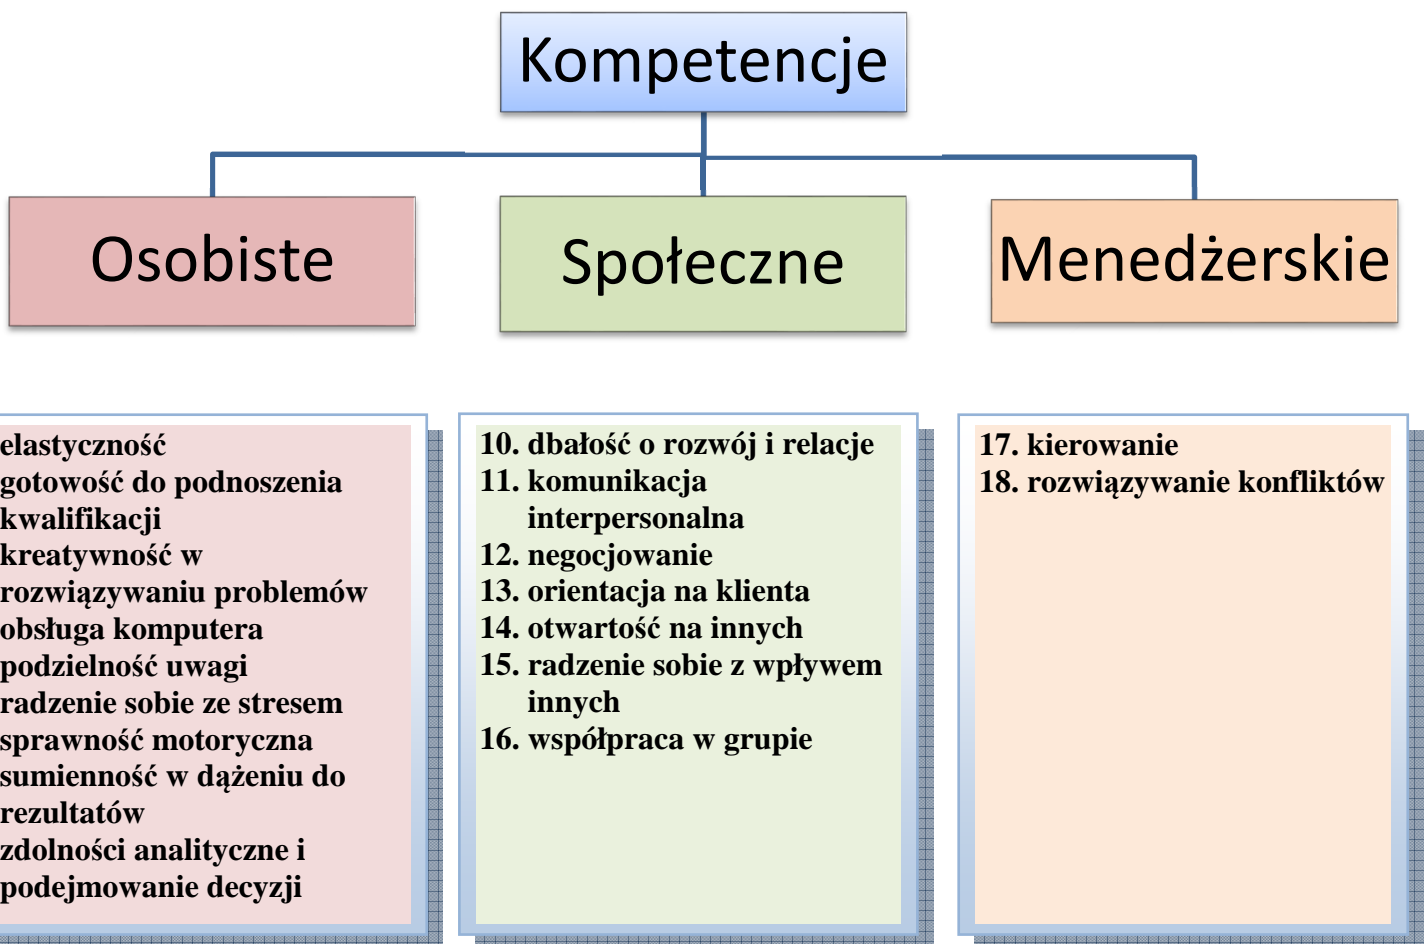 Kompetencje
Osobiste
Społeczne
Menedżerskie
elastyczność
gotowość do podnoszenia
kwalifikacji
kreatywność w
rozwiązywaniu problemów
obsługa komputera
podzielność uwagi
radzenie sobie ze stresem
sprawność motoryczna
sumienność w dążeniu do
rezultatów
zdolności analityczne i
podejmowanie decyzji
10. dbałość o rozwój i relacje
11. komunikacja
interpersonalna
12. negocjowanie
13. orientacja na klienta
14. otwartość na innych
15. radzenie sobie z wpływem
innych
16. współpraca w grupie
17. kierowanie
18. rozwiązywanie konfliktów